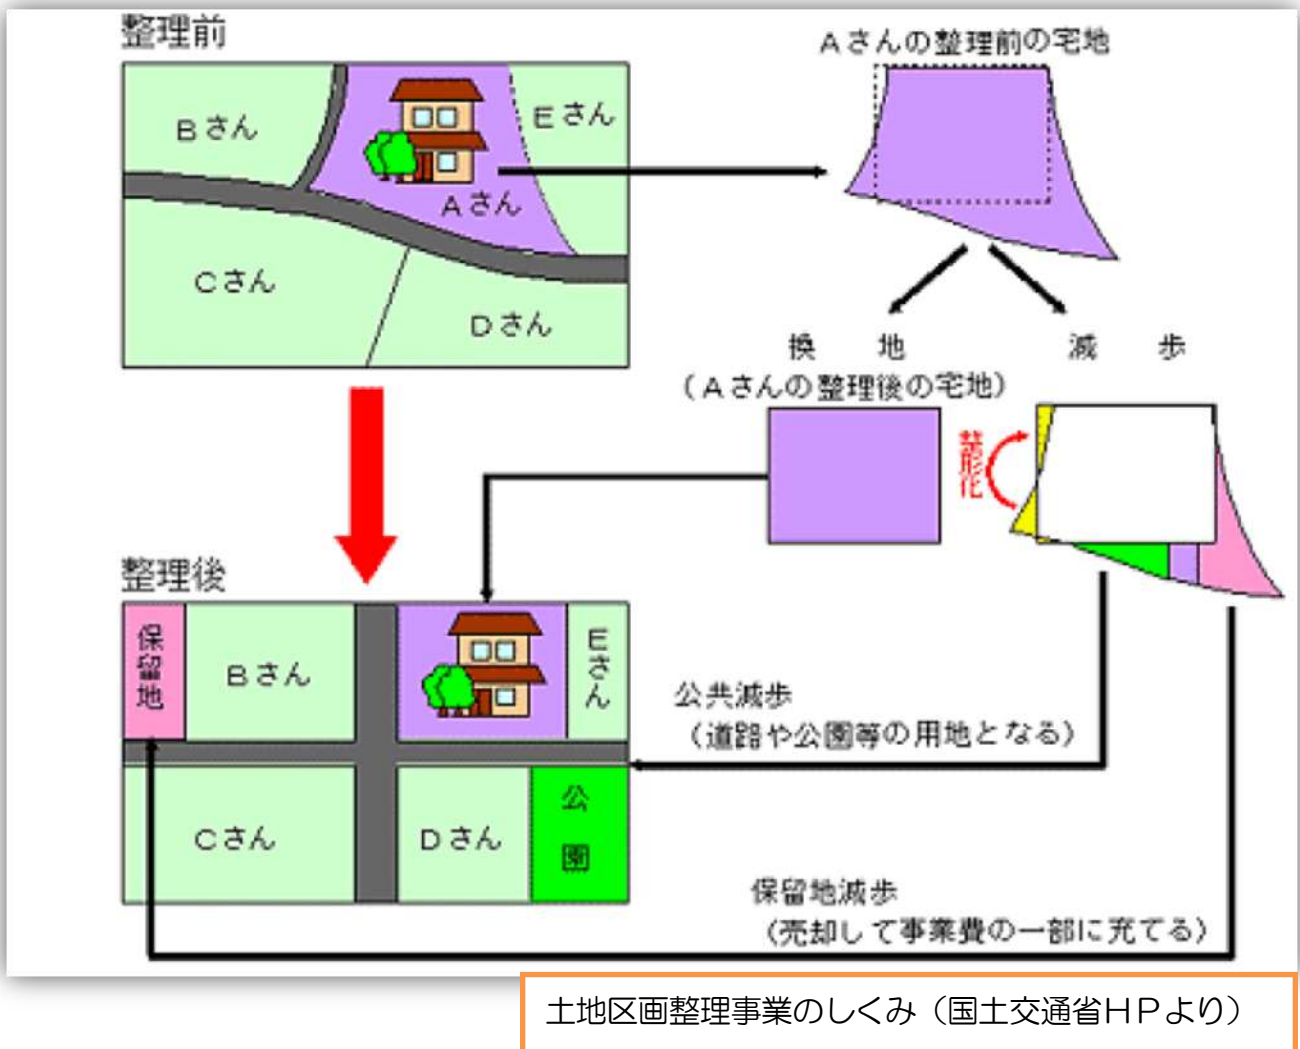 整理前
Aさんの整理前の宅地
Bさん
Eさん
Aさん
Cさん
Dさん
換地
減歩
(Aさんの整理後の宅地)
整形化
整理後
保留地
Bさん
Eさん
公共減歩
(道路や公園等の用地となる)
Cさん
Dさん
公園
保留地減歩
(売却して事業費の一部に充てる)
土地区画整理事業のしくみ(国土交通省HPより)